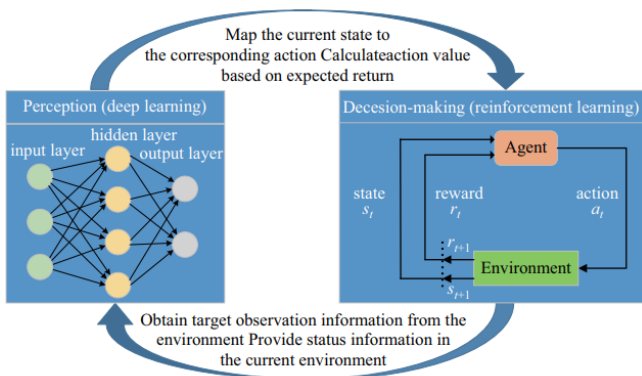 Map the current state to
the corresponding action Calculateaction value
based on expected return
Perception (deep learning)
hidden layer
input layer
output layer
Decesion-making (reinforcement learning)
Agent
state
s_t
reward
r_t
action
a_t
r_{t+1}
Environment
s_{t+1}
Obtain target observation information from the
environment Provide status information in
the current environment